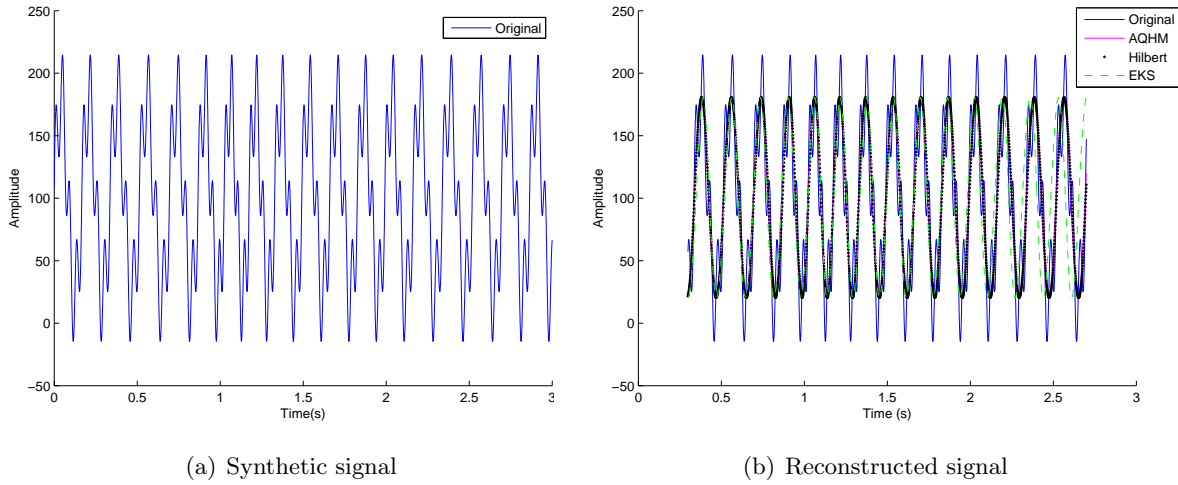 250
200
150
100
50
0
−50
Amplitude
0 0.5 1 1.5 2 2.5 3
Time(s)
Original
(a) Synthetic signal
250
200
150
100
50
0
−50
Amplitude
0 0.5 1 1.5 2 2.5 3
Time (s)
Original
AQHM
Hilbert
EKS
(b) Reconstructed signal